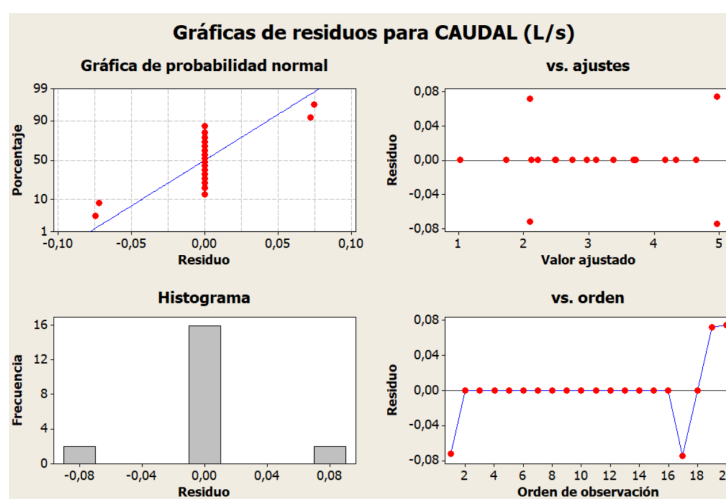 Gráficas de residuos para CAUDAL (L/s)
Gráfica de probabilidad normal
99
90
50
10
1
Porcentaje
-0,10 -0,05 0,00 0,05 0,10
Residuo
vs. ajustes
0,08
0,04
0,00
-0,04
-0,08
Residuo
1 2 3 4 5
Valor ajustado
Histograma
16
12
8
4
0
Frecuencia
-0,08 -0,04 0,00 0,04 0,08
Residuo
vs. orden
0,08
0,04
0,00
-0,04
-0,08
Residuo
2 4 6 8 10 12 14 16 18
Orden de observación